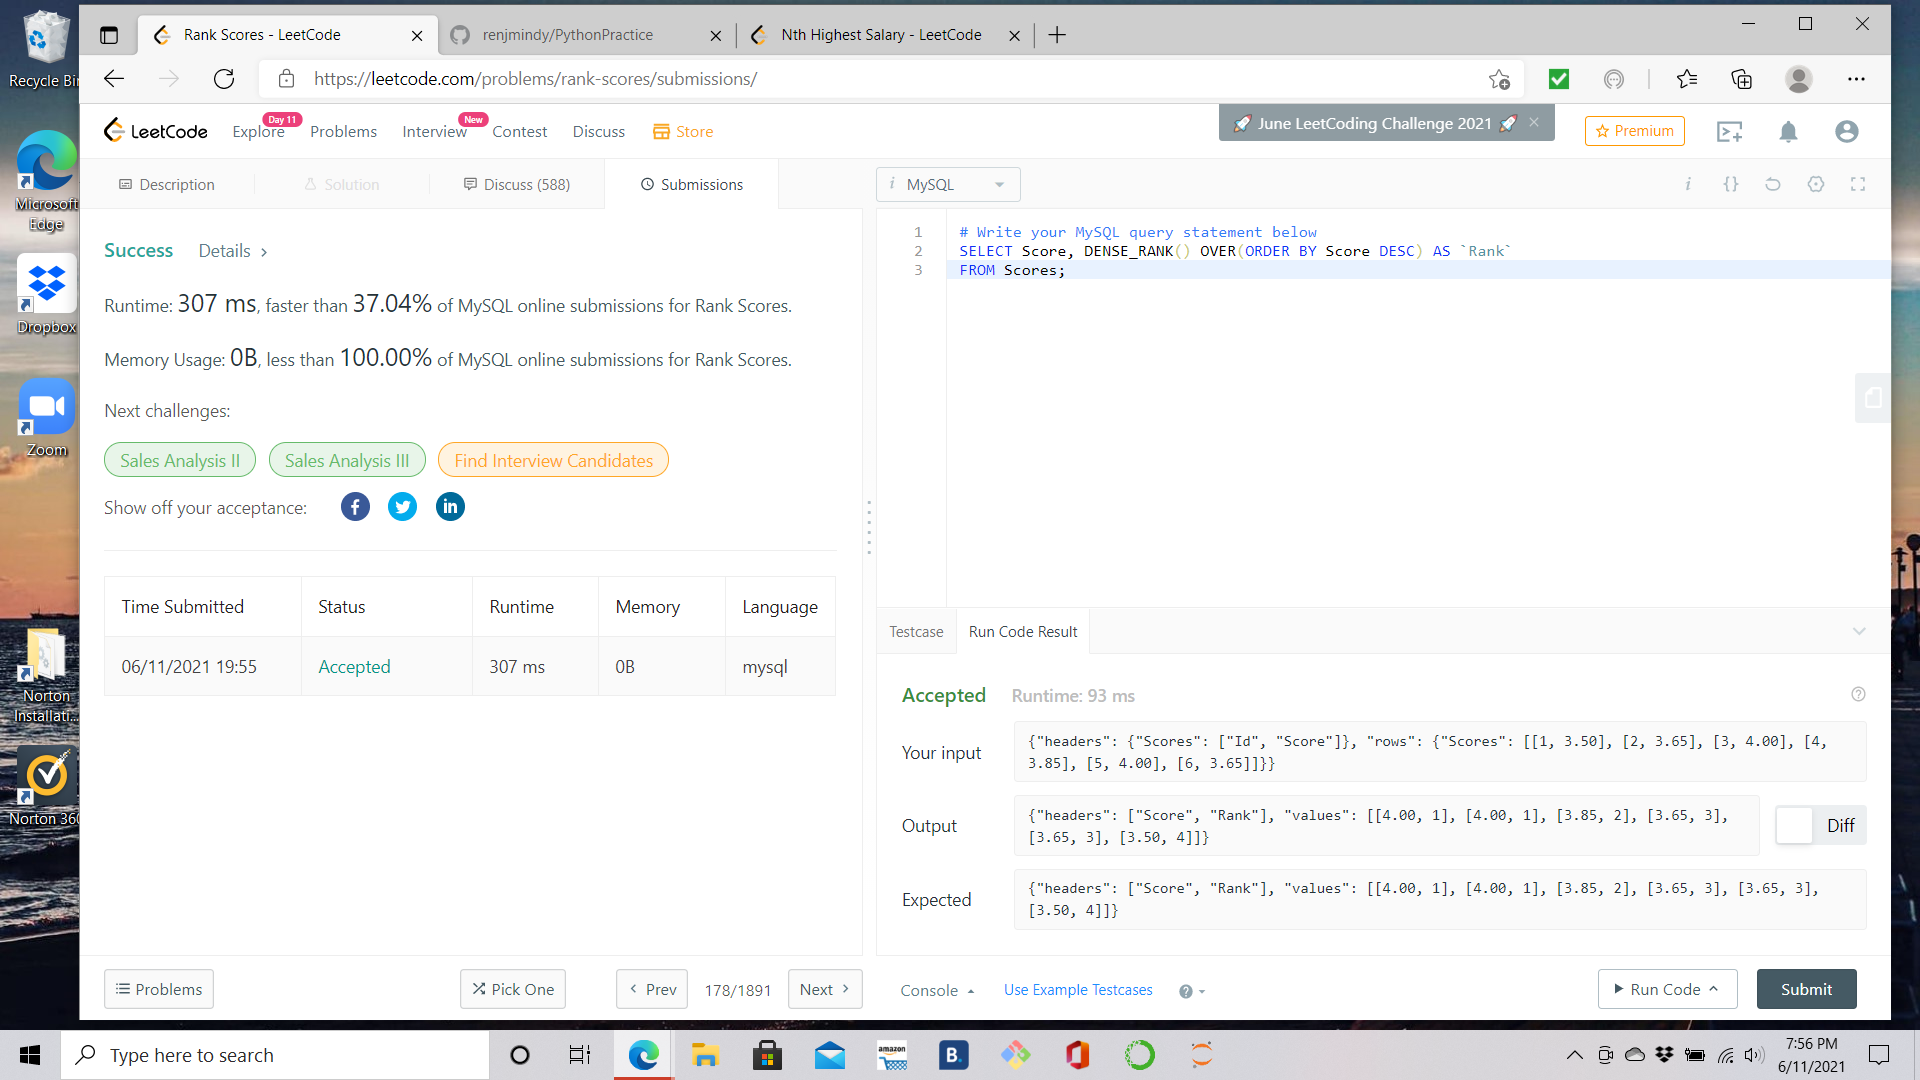 Recycle Bin
Microsoft
Edge
Dropbox
Zoom
Norton
Installati...
Norton 360
Rank Scores - LeetCode
renjmindy/PythonPractice
Nth Highest Salary - LeetCode
https://leetcode.com/problems/rank-scores/submissions/
LeetCode
Explore
Day 11
Problems
Interview
New
Contest
Discuss
Store
🚀 June LeetCoding Challenge 2021 🚀
Premium
Description
Solution
Discuss (588)
Submissions
i MySQL
Success
Details >
Runtime: 307 ms, faster than 37.04% of MySQL online submissions for Rank Scores.
Memory Usage: 0B, less than 100.00% of MySQL online submissions for Rank Scores.
Next challenges:
Sales Analysis II
Sales Analysis III
Find Interview Candidates
Show off your acceptance:
Time Submitted Status Runtime Memory Language
06/11/2021 19:55 Accepted 307 ms 0B mysql
1 # Write your MySQL query statement below
2 SELECT Score, DENSE_RANK() OVER(ORDER BY Score DESC) AS `Rank`
3 FROM Scores;
Testcase
Run Code Result
Accepted Runtime: 93 ms
Your input
{"headers": {"Scores": ["Id", "Score"]}, "rows": {"Scores": [[1, 3.50], [2, 3.65], [3, 4.00], [4,
3.85], [5, 4.00], [6, 3.65]]}}
Output
{"headers": ["Score", "Rank"], "values": [[4.00, 1], [4.00, 1], [3.85, 2], [3.65, 3],
[3.65, 3], [3.50, 4]]}
Diff
Expected
{"headers": ["Score", "Rank"], "values": [[4.00, 1], [4.00, 1], [3.85, 2], [3.65, 3], [3.65, 3],
[3.50, 4]]}
Problems
Pick One
Prev
178/1891
Next
Console
Use Example Testcases
Run Code
Submit
Type here to search
amazon
B.
7:56 PM
6/11/2021